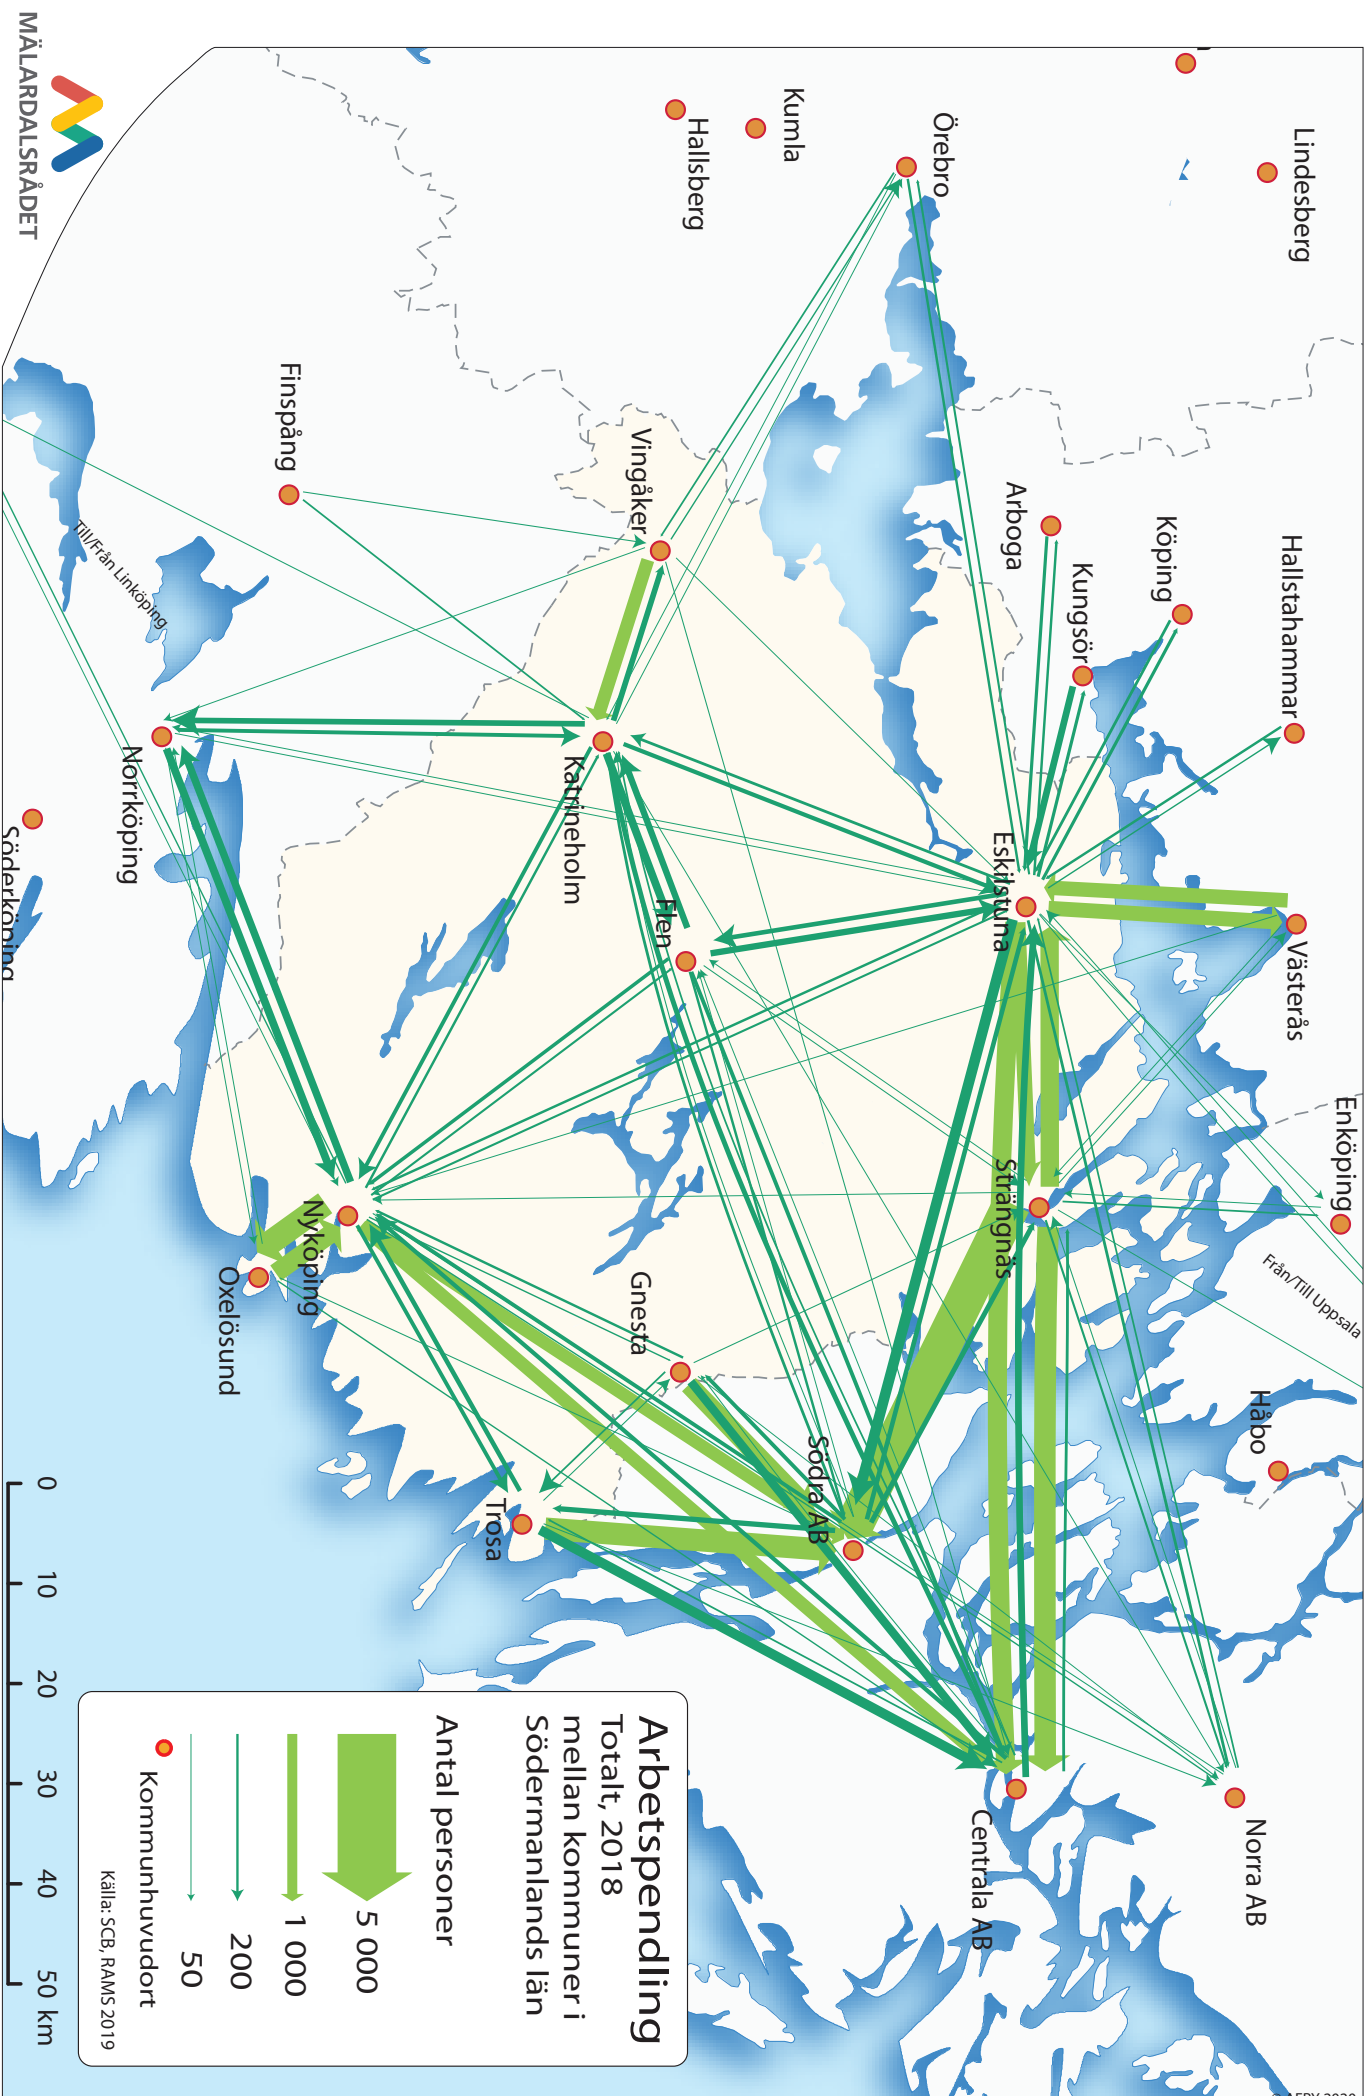 Lindesberg
Örebro
Kumla
Hallsberg
MÄLARDALSRÅDET
Hallstahammar
Köping
Kungsör
Arboga
Vingåker
Finspång
Till/Från Linköping
Västerås
Eskilstuna
Katrineholm
Flen
Norrköping
Söderköping
Enköping
Från/Till Uppsala
Strängnäs
Håbo
Gnesta
Nyköping
Oxelösund
Södra AB
Trosa
Norra AB
Centrala AB
Arbetspendling
Totalt, 2018
mellan kommuner i
Södermanlands län
Antal personer
5 000
1 000
200
50
Kommunhuvudort
Källa: SCB, RAMS 2019
0 10 20 30 40 50 km